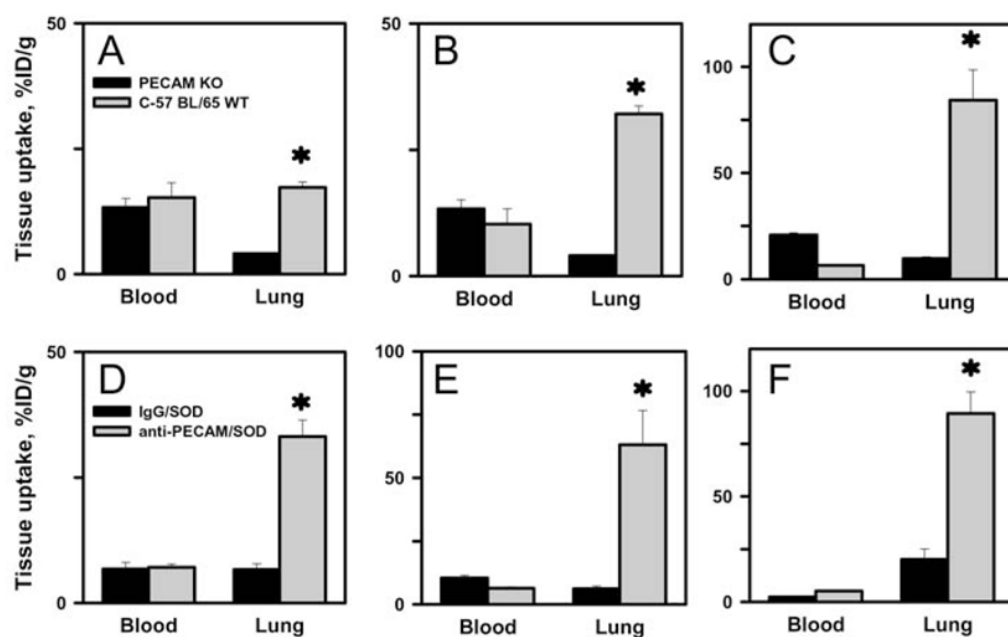 A
B
C
50
50
100
50
0
0
0
PECAM KO
C-57 BL/65 WT
Tissue uptake, %ID/g
*
*
*
Blood Lung
Blood Lung
Blood Lung
D
E
F
50
0
100
50
0
100
50
0
IgG/SOD
anti-PECAM/SOD
Tissue uptake, %ID/g
*
*
*
Blood Lung
Blood Lung
Blood Lung